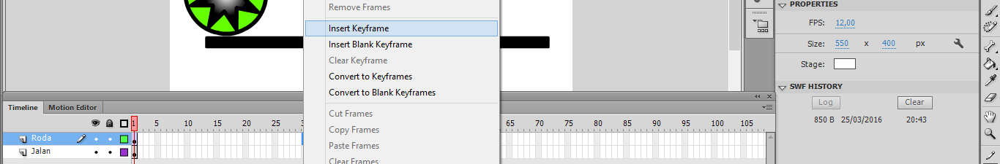 Remove Frames
Insert Keyframe
Insert Blank Keyframe
Clear Keyframe
Convert to Keyframes
Convert to Blank Keyframes
Cut Frames
Copy Frames
Paste Frames
Clear Frames
PROPERTIES
FPS: 12,00
Size: 550 x 400 px
Stage:
SWF HISTORY
Log Clear
850 B 25/03/2016 20:43
Timeline Motion Editor
1 5 10 15 20 25 65 70 75 80 85 90 95 100 105
Roda
Jalan